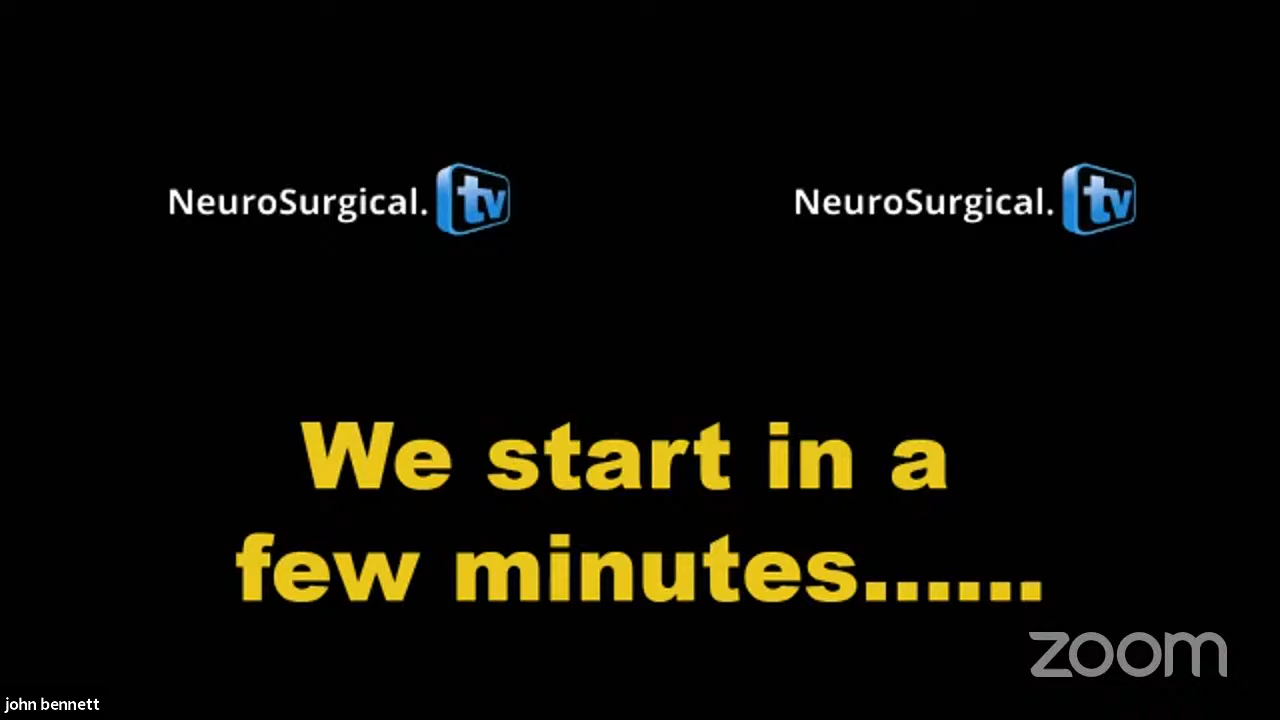 NeuroSurgical.tv NeuroSurgical.tv
We start in a
few minutes......
zoom
john bennett